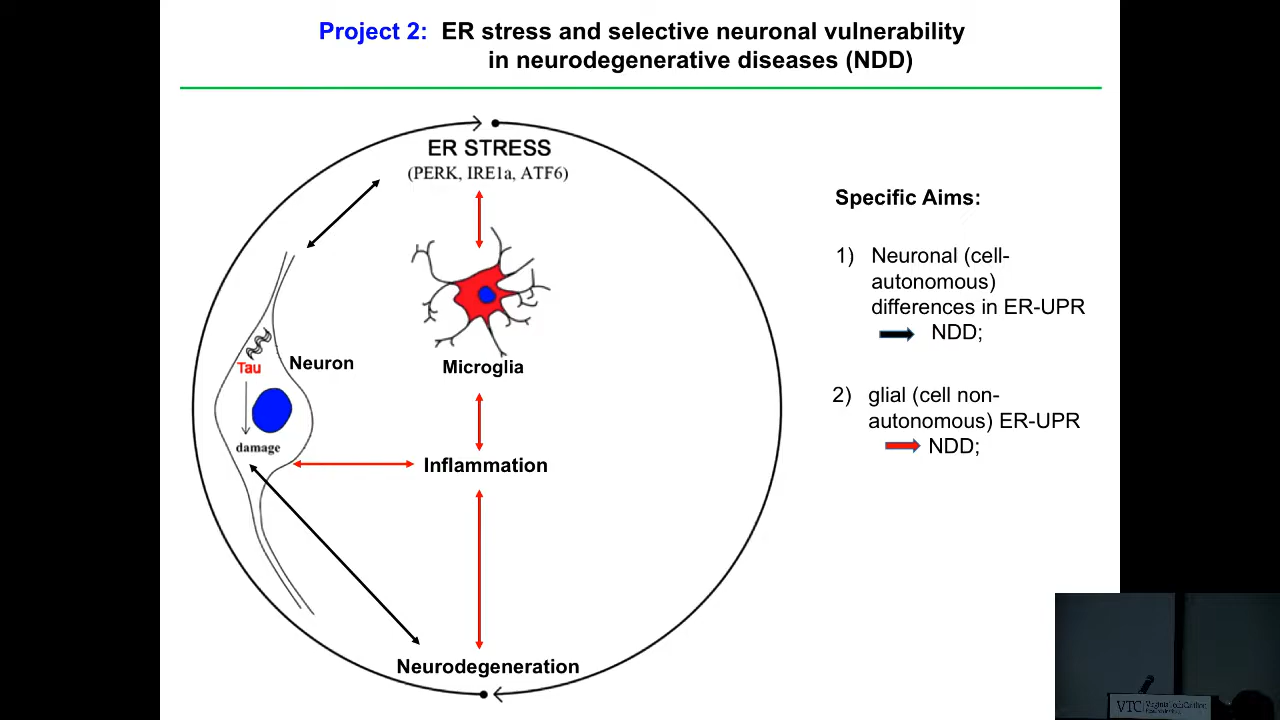 Project 2: ER stress and selective neuronal vulnerability
in neurodegenerative diseases (NDD)
ER STRESS
(PERK, IRE1a, ATF6)
Tau
Neuron
damage
Microglia
Inflammation
Neurodegeneration
Specific Aims:
1) Neuronal (cell-
autonomous)
differences in ER-UPR
NDD;
2) glial (cell non-
autonomous) ER-UPR
NDD;
VTC